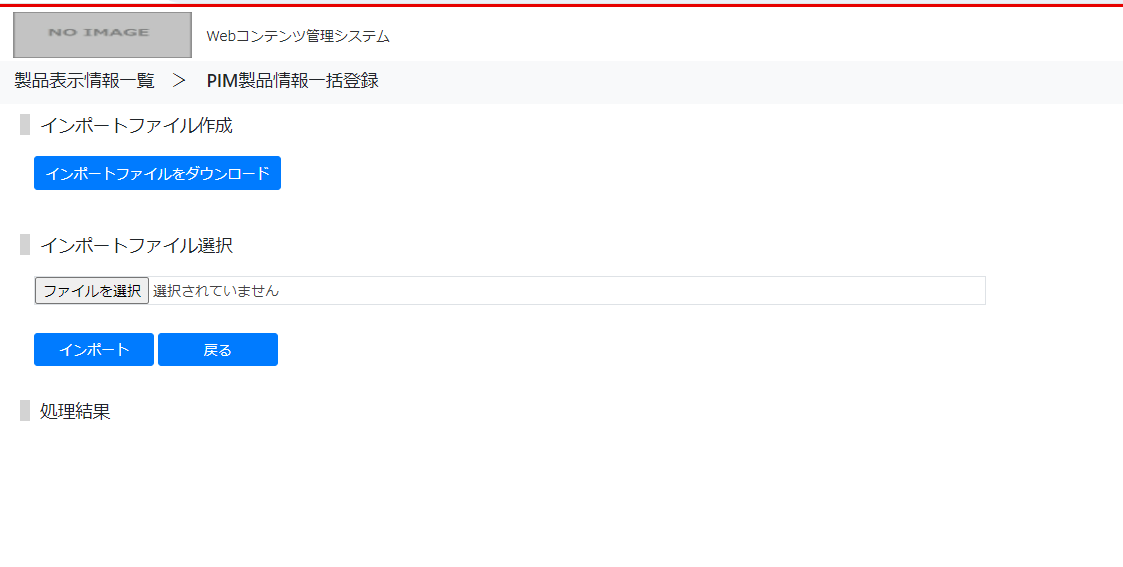 NO IMAGE
Webコンテンツ管理システム
製品表示情報一覧 ＞ PIM製品情報一括登録
インポートファイル作成
インポートファイルをダウンロード
インポートファイル選択
ファイルを選択 選択されていません
インポート 戻る
処理結果